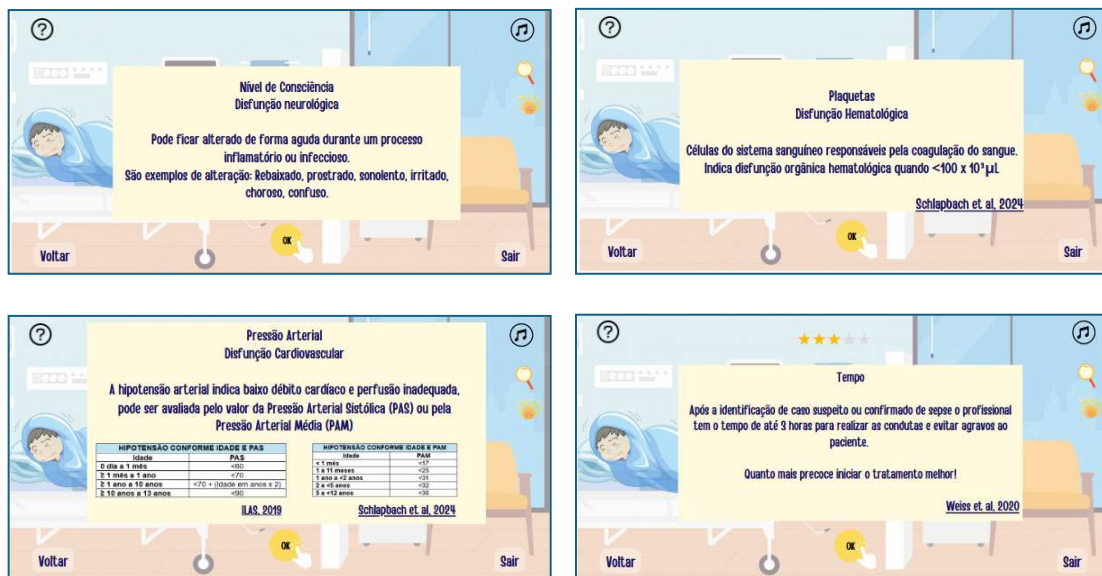 ?
Nível de Consciência
Disfunção neurológica
Pode ficar alterado de forma aguda durante um processo
inflamatório ou infeccioso.
São exemplos de alteração: Rebaixado, prostrado, sonolento, irritado,
choroso, confuso.
OK
Voltar
Sair
?
Plaquetas
Disfunção Hematológica
Células do sistema sanguíneo responsáveis pela coagulação do sangue.
Indica disfunção orgânica hematológica quando <100 x 10³ µL
Schlapbach et. al, 2024
OK
Voltar
Sair
?
Pressão Arterial
Disfunção Cardiovascular
A hipotensão arterial indica baixo débito cardíaco e perfusão inadequada,
pode ser avaliada pelo valor da Pressão Arterial Sistólica (PAS) ou pela
Pressão Arterial Média (PAM)
HIPOTENSÃO CONFORME IDADE E PAS
Idade PAS
0 dia a 1 mês <60
≥ 1 mês a 1 ano <70
≥ 1 ano a 10 anos <70 + (Idade em anos x 2)
≥ 10 anos a 13 anos <90
ILAS, 2019
HIPOTENSÃO CONFORME IDADE E PAM
Idade PAM
< 1 mês <17
1 a 11 meses <25
1 ano a <2 anos <31
2 a <5 anos <32
5 a <12 anos <36
Schlapbach et. al, 2024
OK
Voltar
Sair
?
Tempo
Após a identificação de caso suspeito ou confirmado de sepse o profissional
tem o tempo de até 3 horas para realizar as condutas e evitar agravos ao
paciente.
Quanto mais precoce iniciar o tratamento melhor!
Weiss et. al, 2020
OK
Voltar
Sair